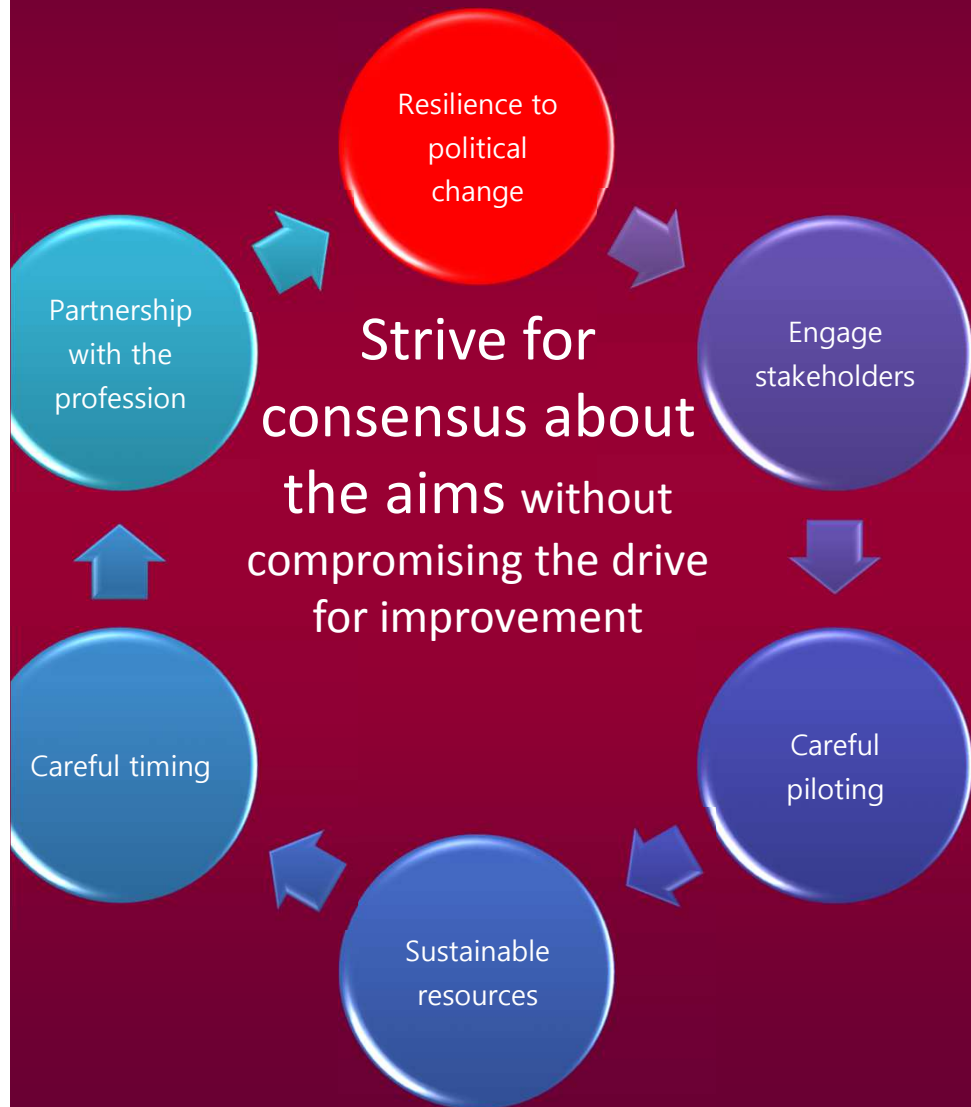 Resilience to
political
change
Engage
stakeholders
Careful
piloting
Sustainable
resources
Careful timing
Partnership
with the
profession
Strive for
consensus about
the aims without
compromising the drive
for improvement